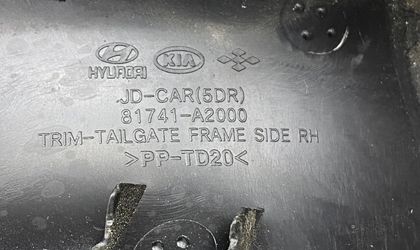 HYUNDAI KIA
JD-CAR(5DR)
81741-A2000
TRIM-TAILGATE FRAME SIDE RH
>PP-TD20<